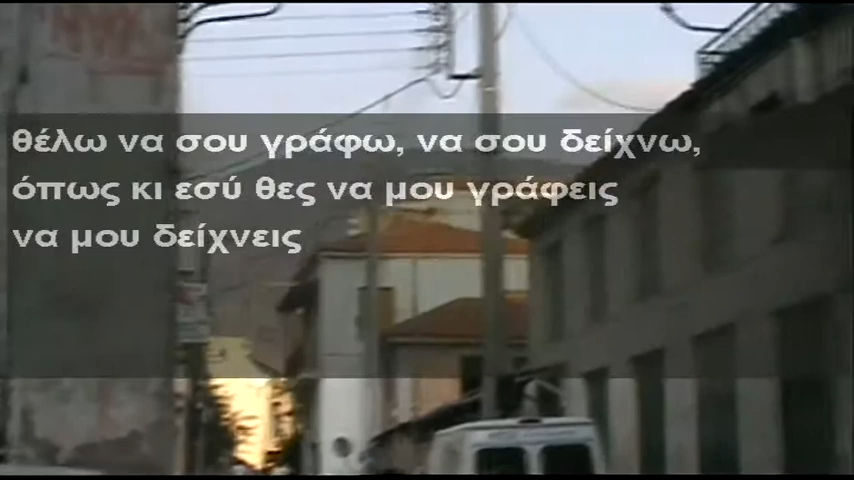 θέλω να σου γράφω, να σου δείχνω,
όπως κι εσύ θες να μου γράφεις
να μου δείχνεις